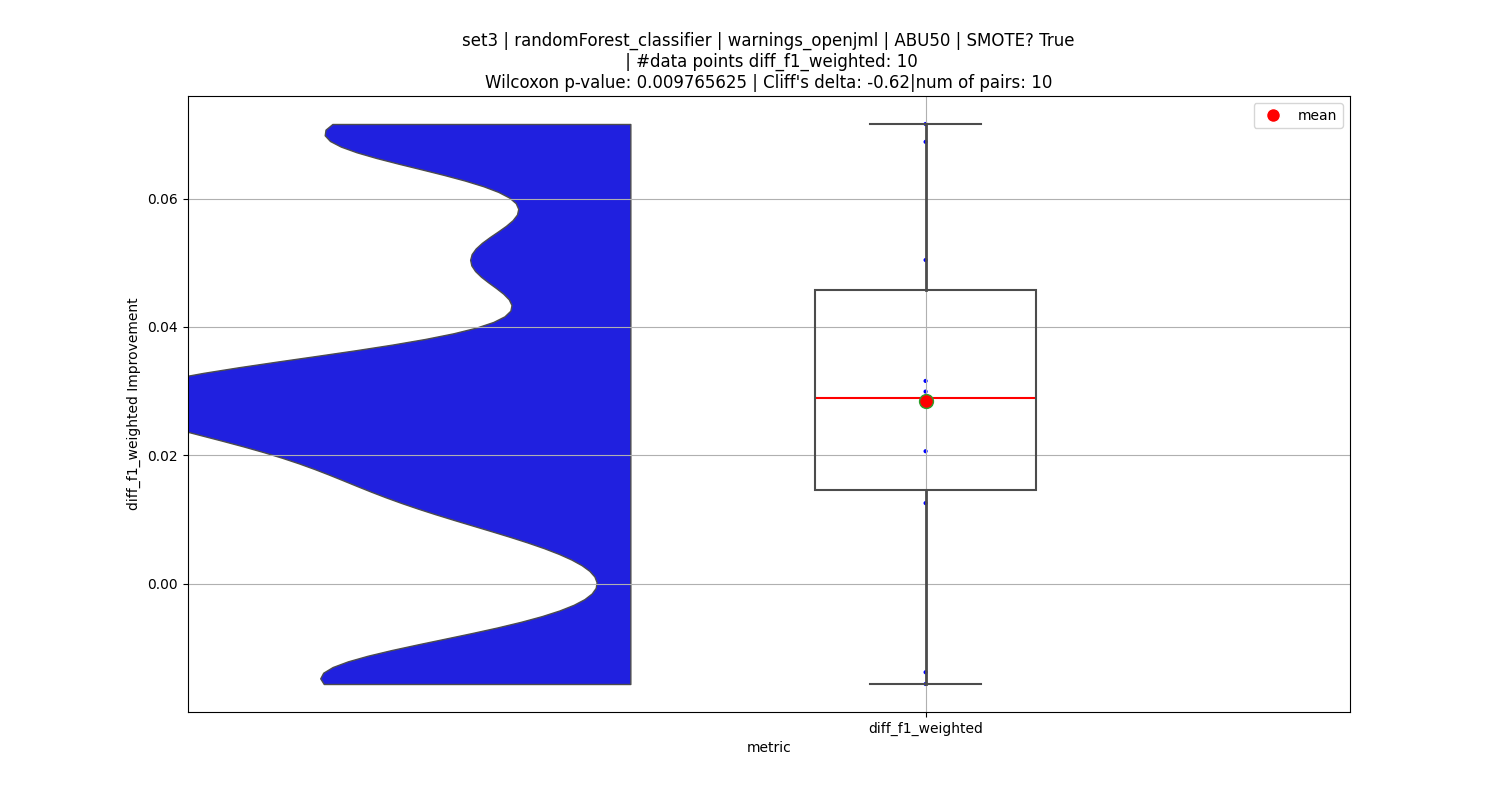 set3 | randomForest_classifier | warnings_openjml | ABU50 | SMOTE? True
| #data points diff_f1_weighted: 10
Wilcoxon p-value: 0.009765625 | Cliff's delta: -0.62|num of pairs: 10
mean
0.06
0.04
0.02
0.00
diff_f1_weighted Improvement
diff_f1_weighted
metric